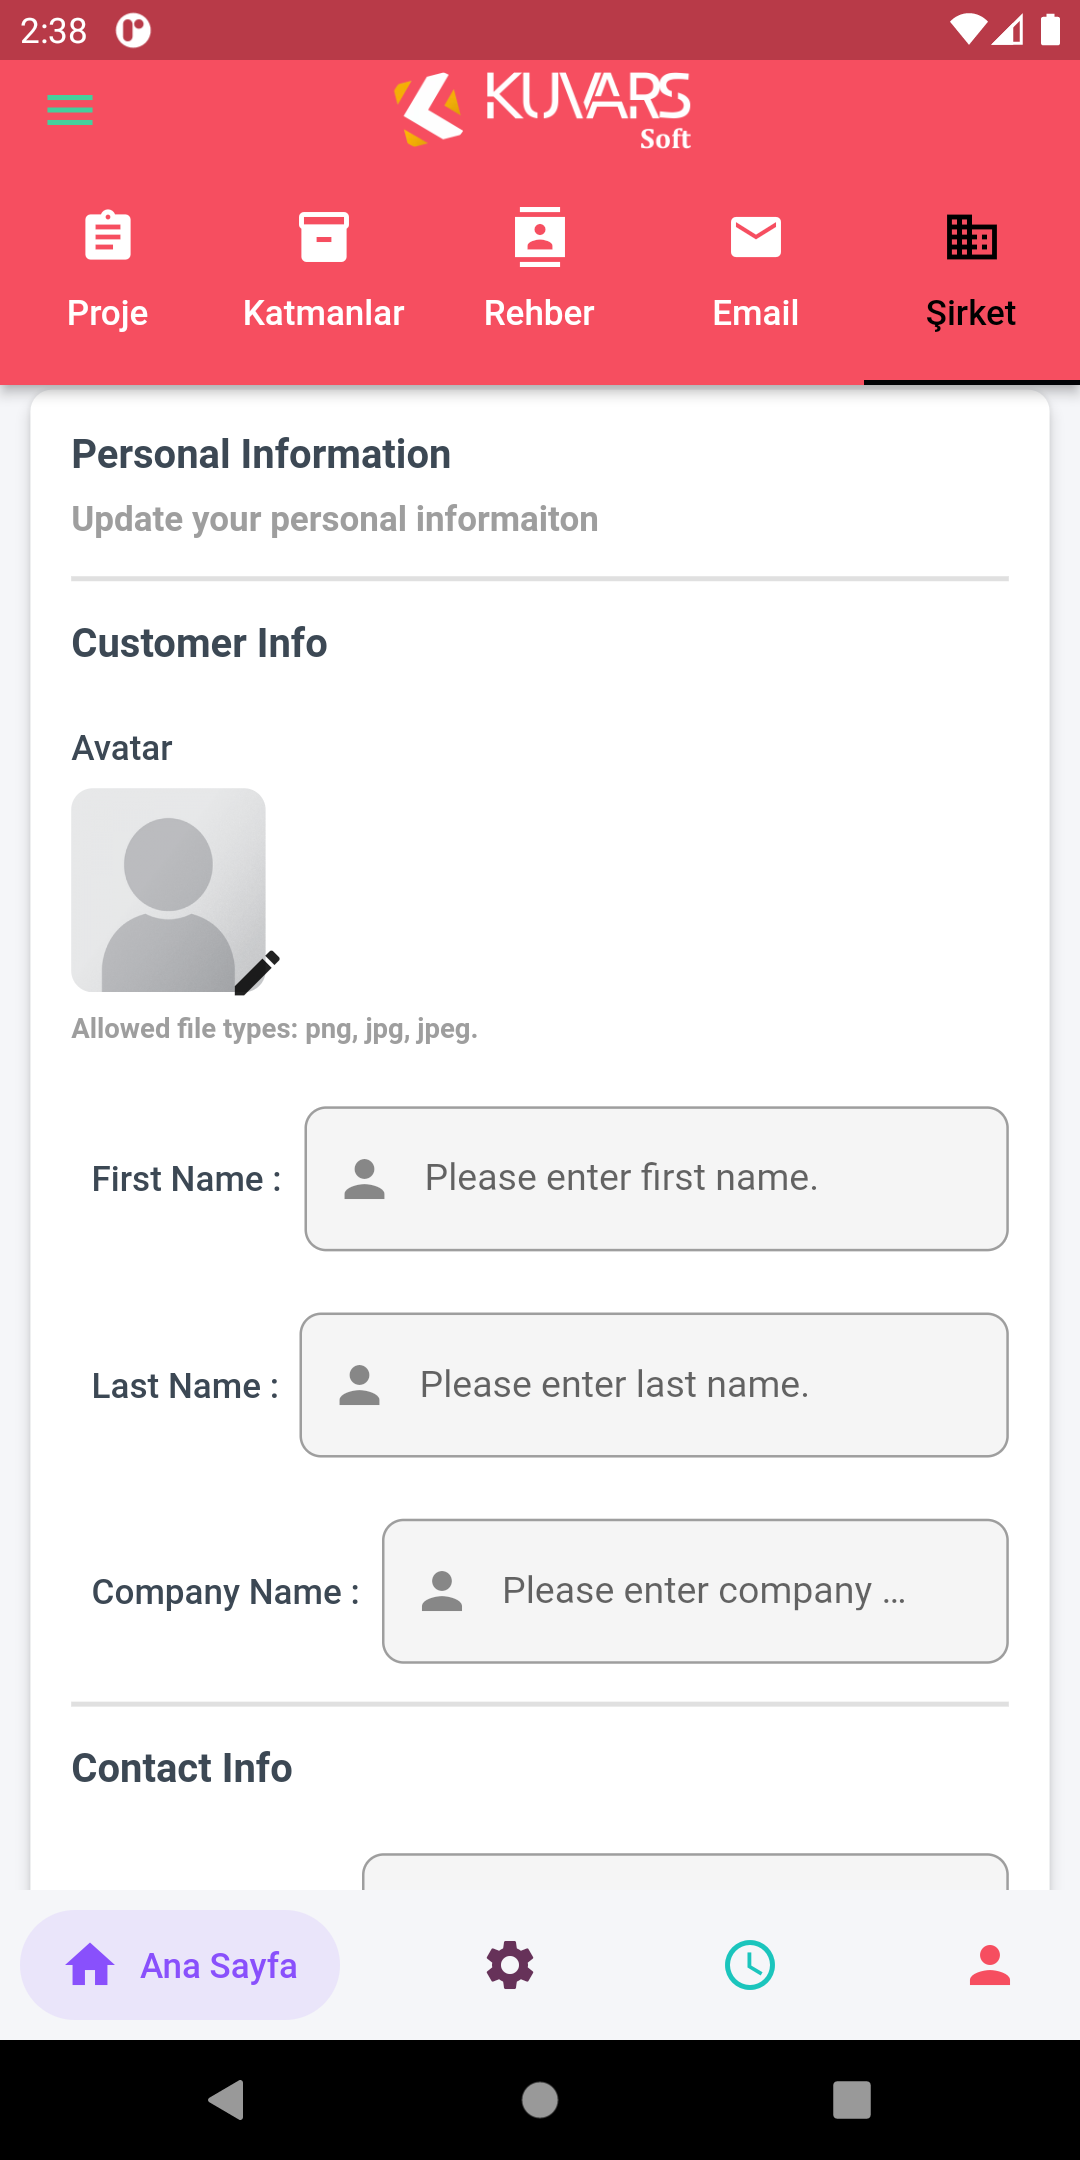 2:38
KUVARS
Soft
Proje
Katmanlar
Rehber
Email
Şirket
Personal Information
Update your personal informaiton
Customer Info
Avatar
Allowed file types: png, jpg, jpeg.
First Name :
Please enter first name.
Last Name :
Please enter last name.
Company Name :
Please enter company …
Contact Info
Ana Sayfa